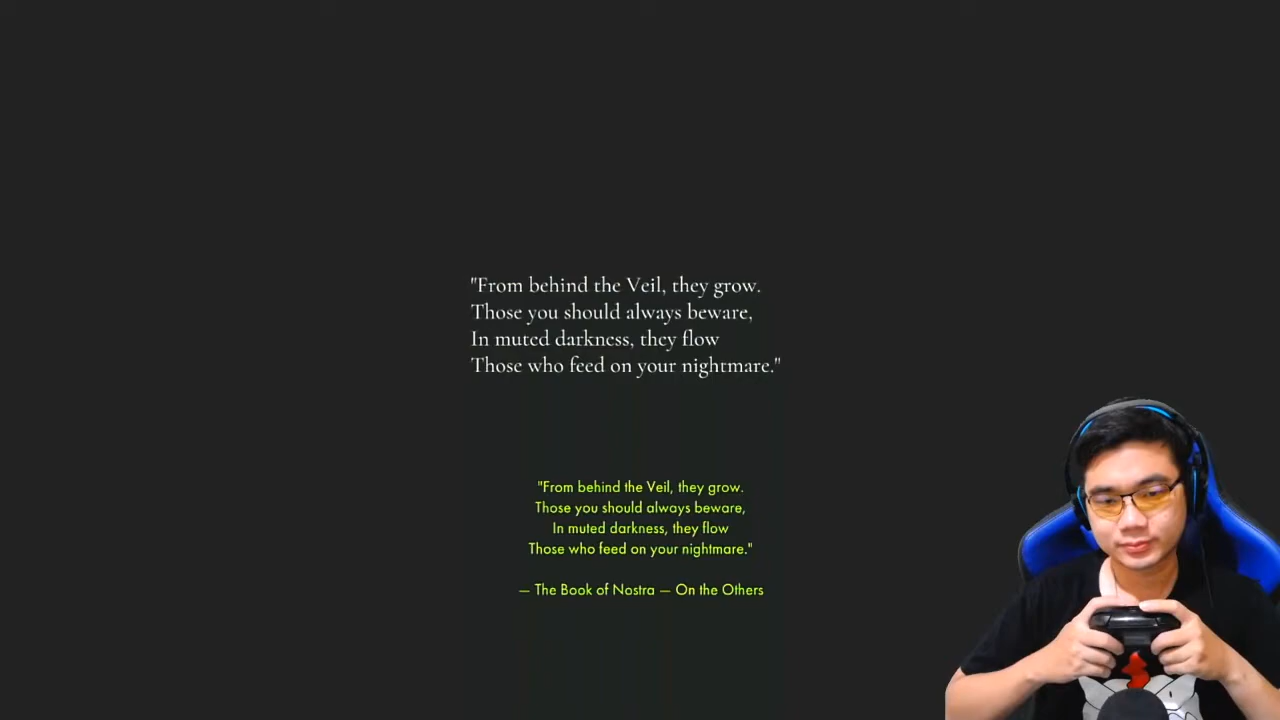 "From behind the Veil, they grow.
Those you should always beware,
In muted darkness, they flow
Those who feed on your nightmare."
"From behind the Veil, they grow.
Those you should always beware,
In muted darkness, they flow
Those who feed on your nightmare."
— The Book of Nostra — On the Others